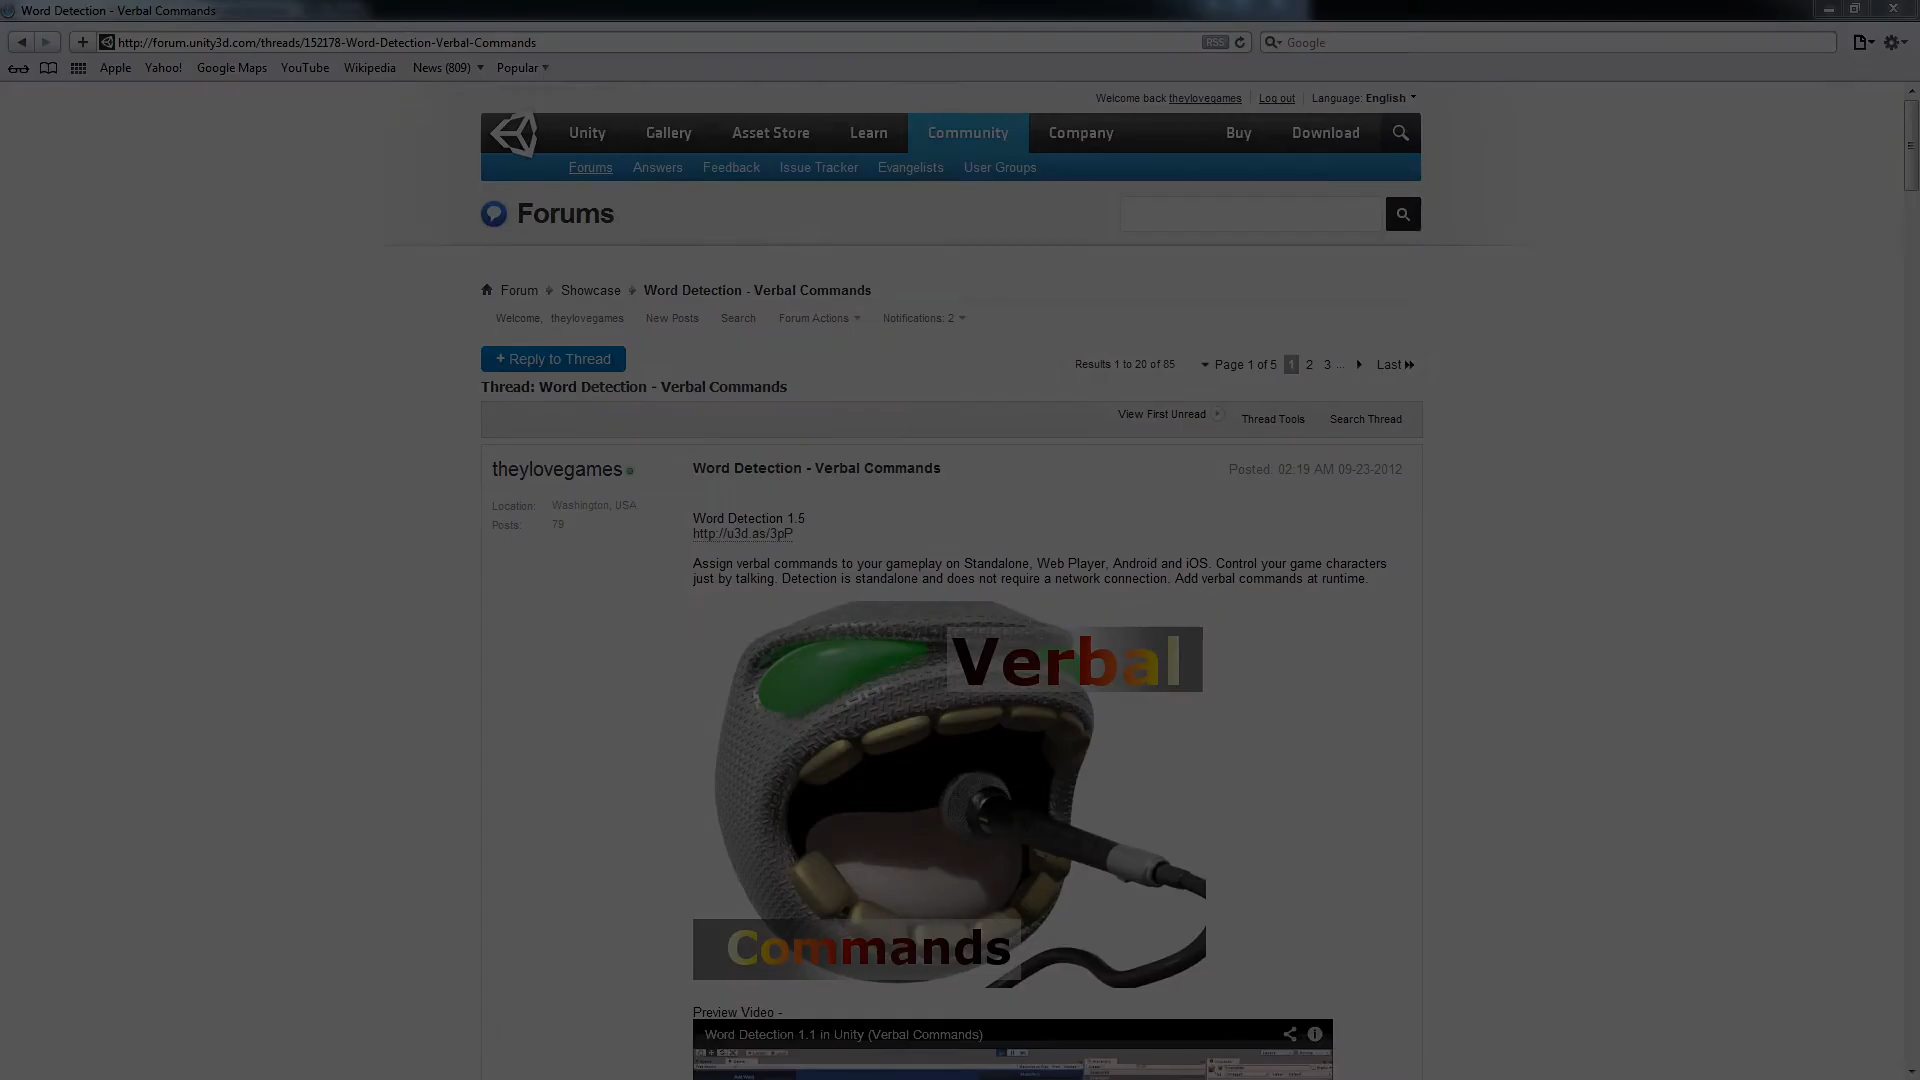 Word Detection - Verbal Commands
http://forum.unity3d.com/threads/152178-Word-Detection-Verbal-Commands
RSS
Google
Apple
Yahoo!
Google Maps
YouTube
Wikipedia
News (809)
Popular
Welcome back theylovegames
Log out
Language: English
Unity
Gallery
Asset Store
Learn
Community
Company
Buy
Download
Forums
Answers
Feedback
Issue Tracker
Evangelists
User Groups
Forums
Forum
Showcase
Word Detection - Verbal Commands
Welcome, theylovegames
New Posts
Search
Forum Actions
Notifications: 2
+ Reply to Thread
Results 1 to 20 of 85
Page 1 of 5
1
2
3
...
Last
Thread: Word Detection - Verbal Commands
View First Unread
Thread Tools
Search Thread
theylovegames
Location: Washington, USA
Posts: 79
Word Detection - Verbal Commands
Posted: 02:19 AM 09-23-2012
Word Detection 1.5
http://u3d.as/3pP
Assign verbal commands to your gameplay on Standalone, Web Player, Android and iOS. Control your game characters
just by talking. Detection is standalone and does not require a network connection. Add verbal commands at runtime.
Verbal
Commands
Preview Video -
Word Detection 1.1 in Unity (Verbal Commands)